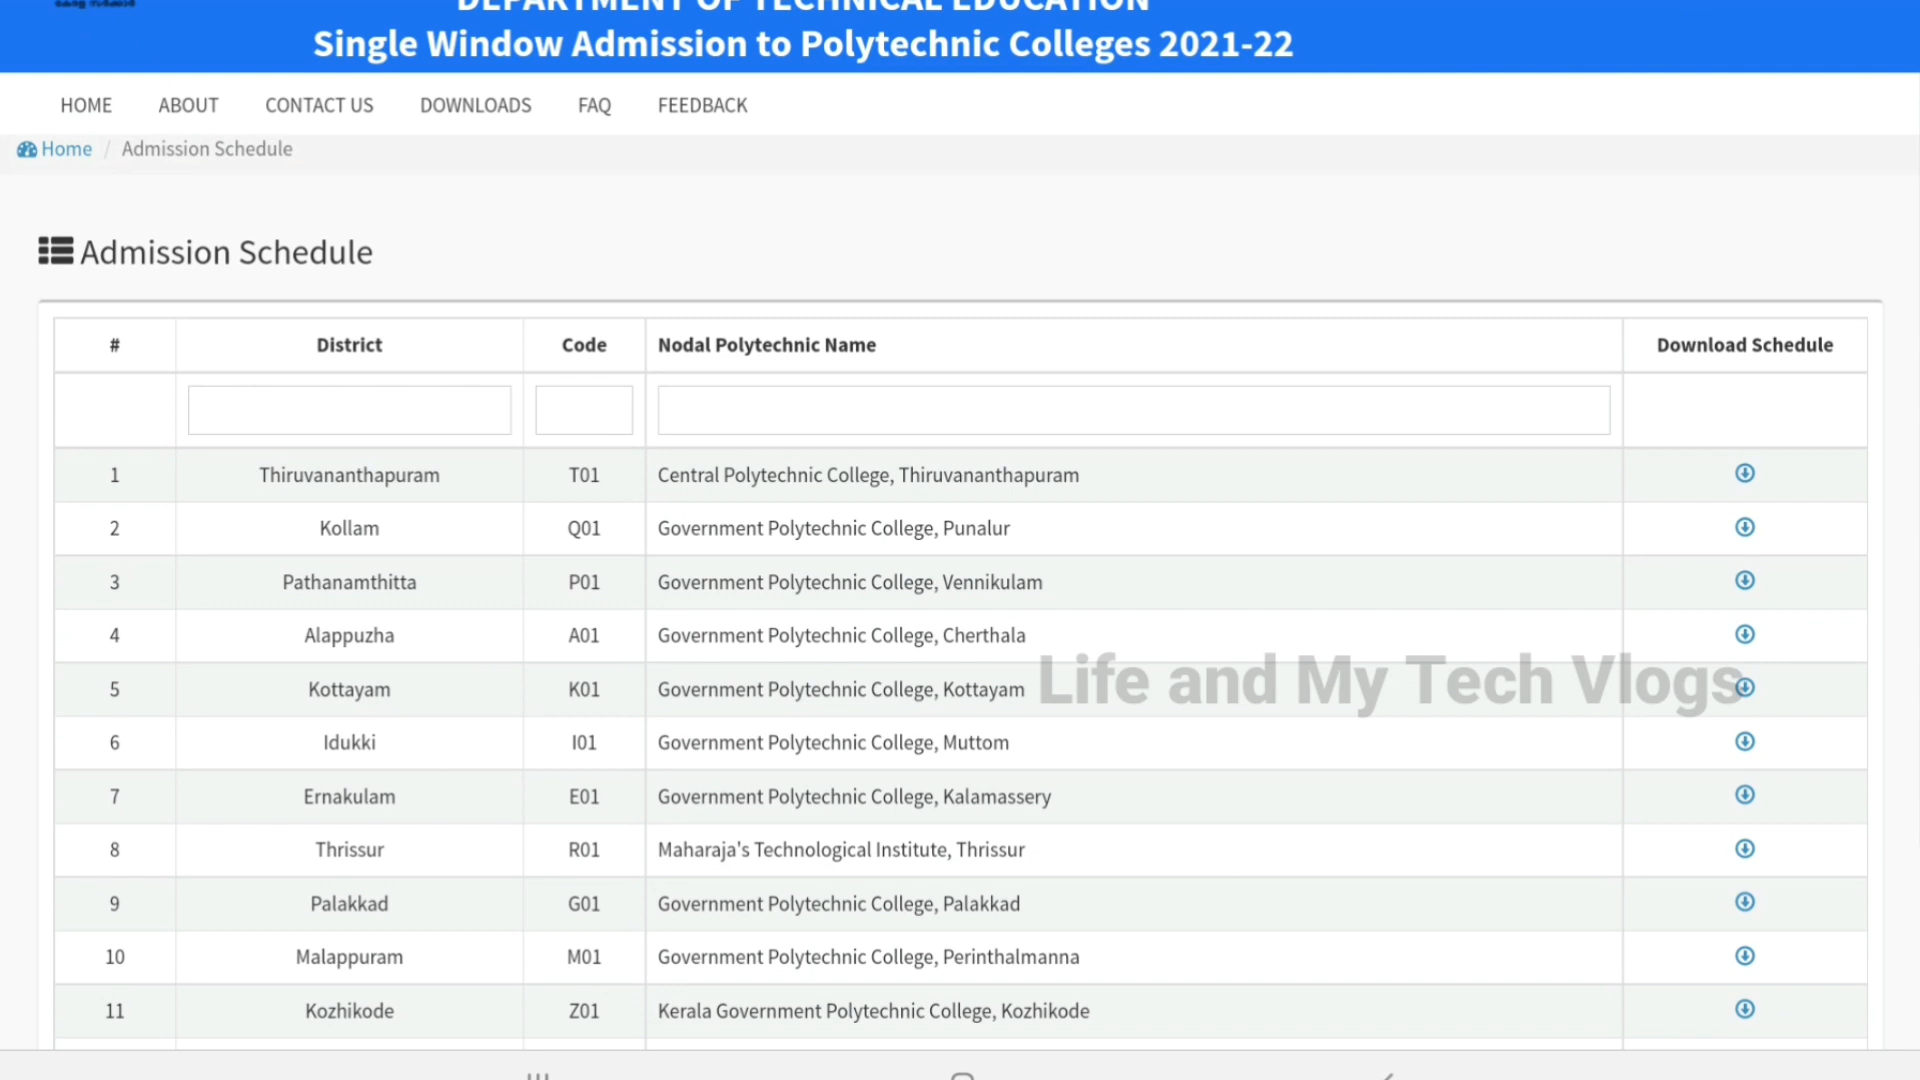 DEPARTMENT OF TECHNICAL EDUCATION
Single Window Admission to Polytechnic Colleges 2021-22
HOME ABOUT CONTACT US DOWNLOADS FAQ FEEDBACK
Home / Admission Schedule
Admission Schedule
# District Code Nodal Polytechnic Name Download Schedule
1 Thiruvananthapuram T01 Central Polytechnic College, Thiruvananthapuram
2 Kollam Q01 Government Polytechnic College, Punalur
3 Pathanamthitta P01 Government Polytechnic College, Vennikulam
4 Alappuzha A01 Government Polytechnic College, Cherthala
5 Kottayam K01 Government Polytechnic College, Kottayam
Life and My Tech Vlogs
6 Idukki I01 Government Polytechnic College, Muttom
7 Ernakulam E01 Government Polytechnic College, Kalamassery
8 Thrissur R01 Maharaja's Technological Institute, Thrissur
9 Palakkad G01 Government Polytechnic College, Palakkad
10 Malappuram M01 Government Polytechnic College, Perinthalmanna
11 Kozhikode Z01 Kerala Government Polytechnic College, Kozhikode